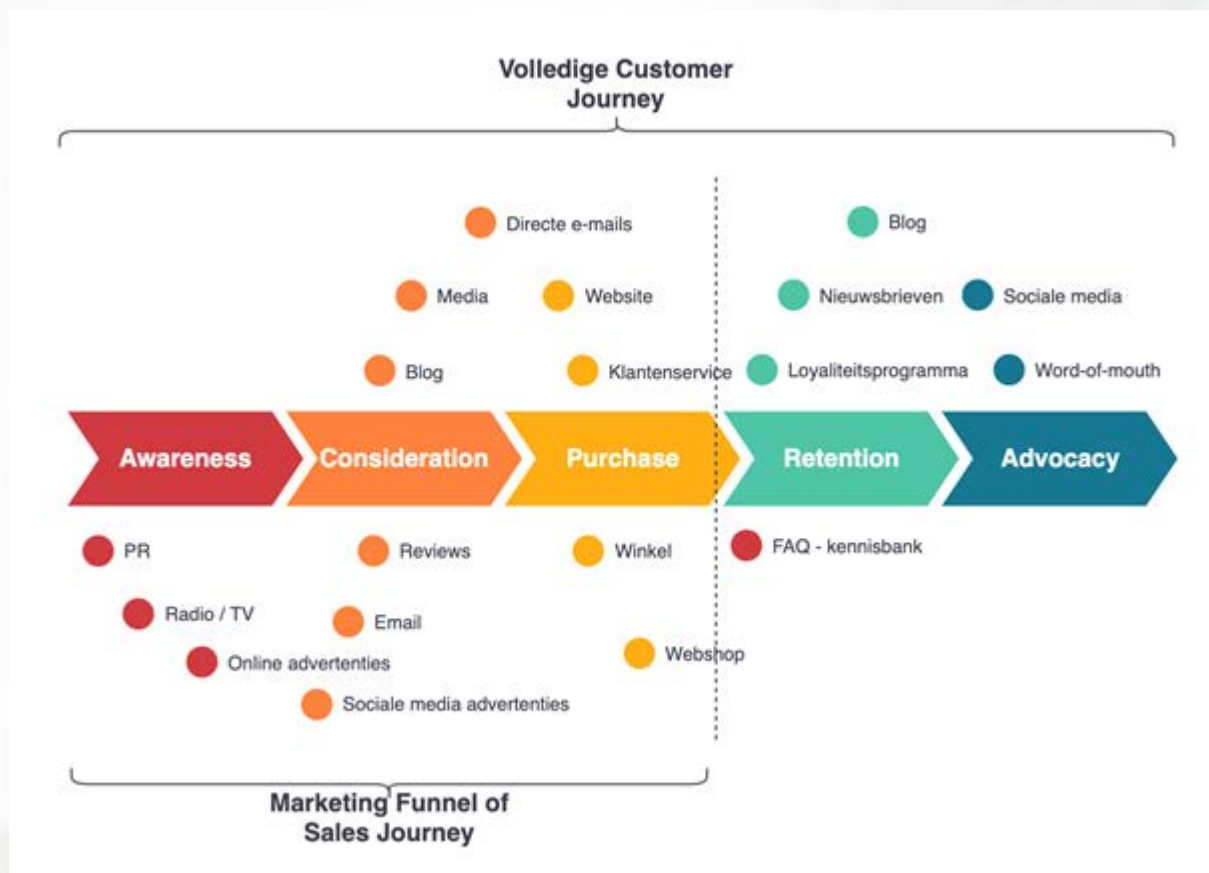 Volledige Customer
Journey
Directe e-mails
Blog
Media
Website
Nieuwsbrieven
Sociale media
Blog
Klantenservice
Loyaliteitsprogramma
Word-of-mouth
Awareness
Consideration
Purchase
Retention
Advocacy
PR
Reviews
Winkel
FAQ - kennisbank
Radio / TV
Email
Online advertenties
Webshop
Sociale media advertenties
Marketing Funnel of
Sales Journey